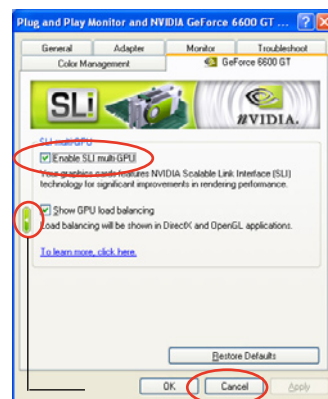 Plug and Play Monitor and NVIDIA GeForce 6600 GT ...
General Adapter Monitor Troubleshoot
Color Management GeForce 6600 GT
SLI
NVIDIA.
SLI multi-GPU
Enable SLI multi-GPU
Your graphics cards features NVIDIA Scalable Link Interface (SLI)
technology for significant improvements in rendering performance.
Show GPU load balancing
Load balancing will be shown in DirectX and OpenGL applications.
To learn more, click here.
Restore Defaults
OK Cancel Apply